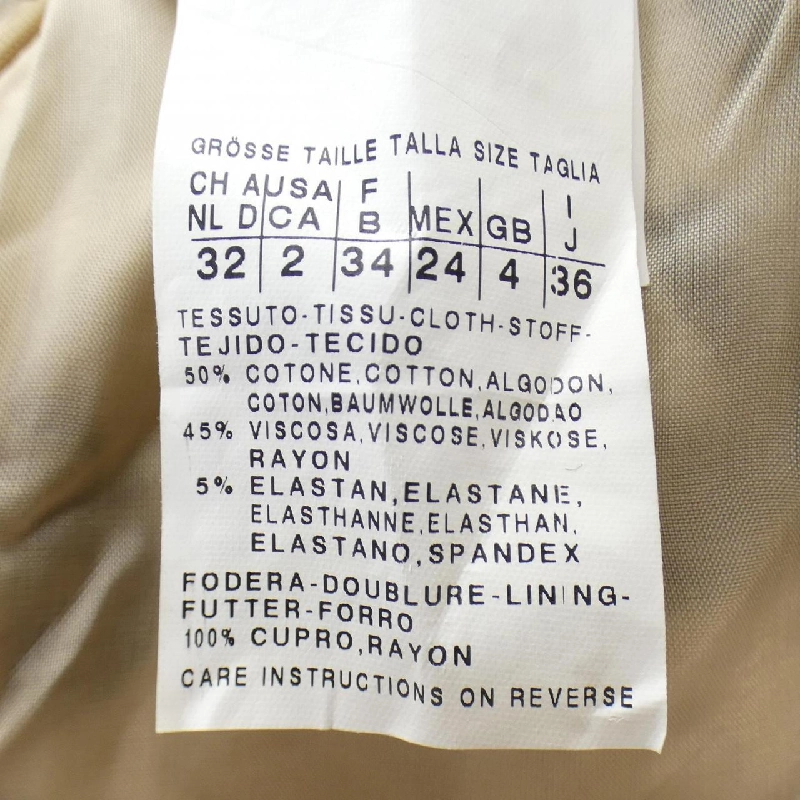 GRÖSSE TAILLE TALLA SIZE TAGLIA
CH A USA F I
NL D CA B MEX GB J
32 2 34 24 4 36
TESSUTO-TISSU-CLOTH-STOFF-
TEJIDO-TECIDO
50% COTONE,COTTON,ALGODON,
COTON,BAUMWOLLE,ALGODAO
45% VISCOSA,VISCOSE,VISKOSE,
RAYON
5% ELASTAN,ELASTANE,
ELASTHANNE,ELASTHAN,
ELASTANO,SPANDEX
FODERA-DOUBLURE-LINING-
FUTTER-FORRO
100% CUPRO,RAYON
CARE INSTRUCTIONS ON REVERSE